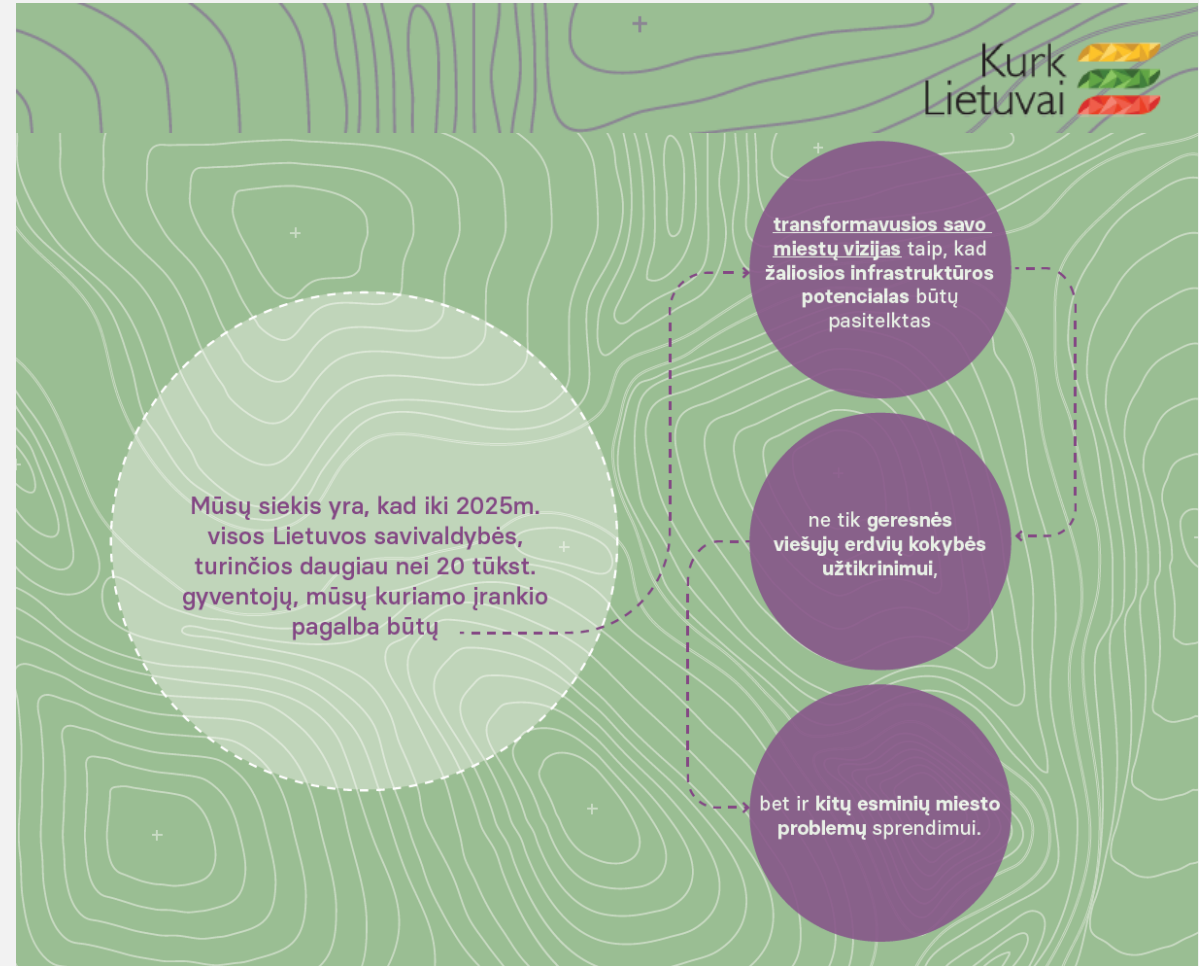 Kurk
Lietuvai
Mūsų siekis yra, kad iki 2025m.
visos Lietuvos savivaldybės,
turinčios daugiau nei 20 tūkst.
gyventojų, mūsų kuriamo įrankio
pagalba būtų
transformavusios savo
miestų vizijas taip, kad
žaliosios infrastruktūros
potencialas būtų
pasitelktas
ne tik geresnės
viešųjų erdvių kokybės
užtikrinimui,
bet ir kitų esminių miesto
problemų sprendimui.